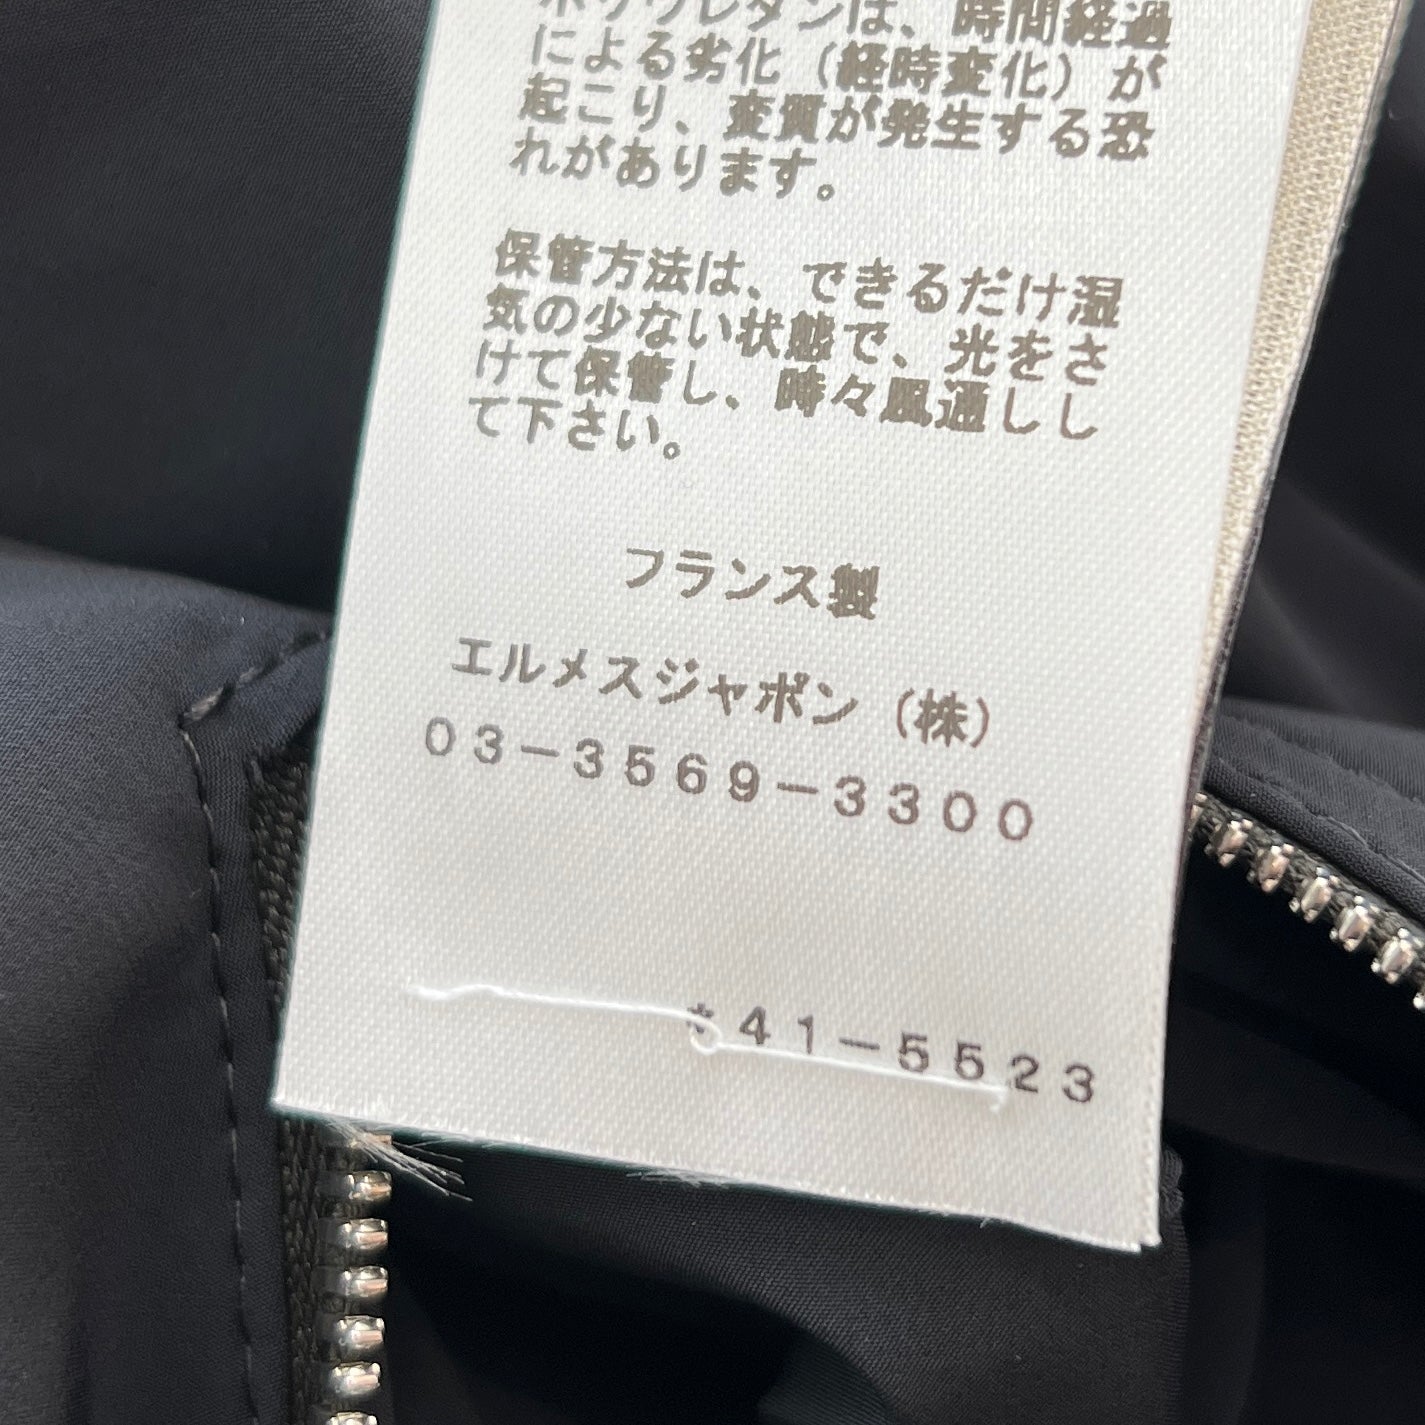 ポリウレタンは、時間経過
による劣化（経時変化）が
起こり、変質が発生する恐
れがあります。
保管方法は、できるだけ湿
気の少ない状態で、光をさ
けて保管し、時々風通しし
て下さい。
フランス製
エルメスジャポン（株）
03-3569-3300
*41-5523